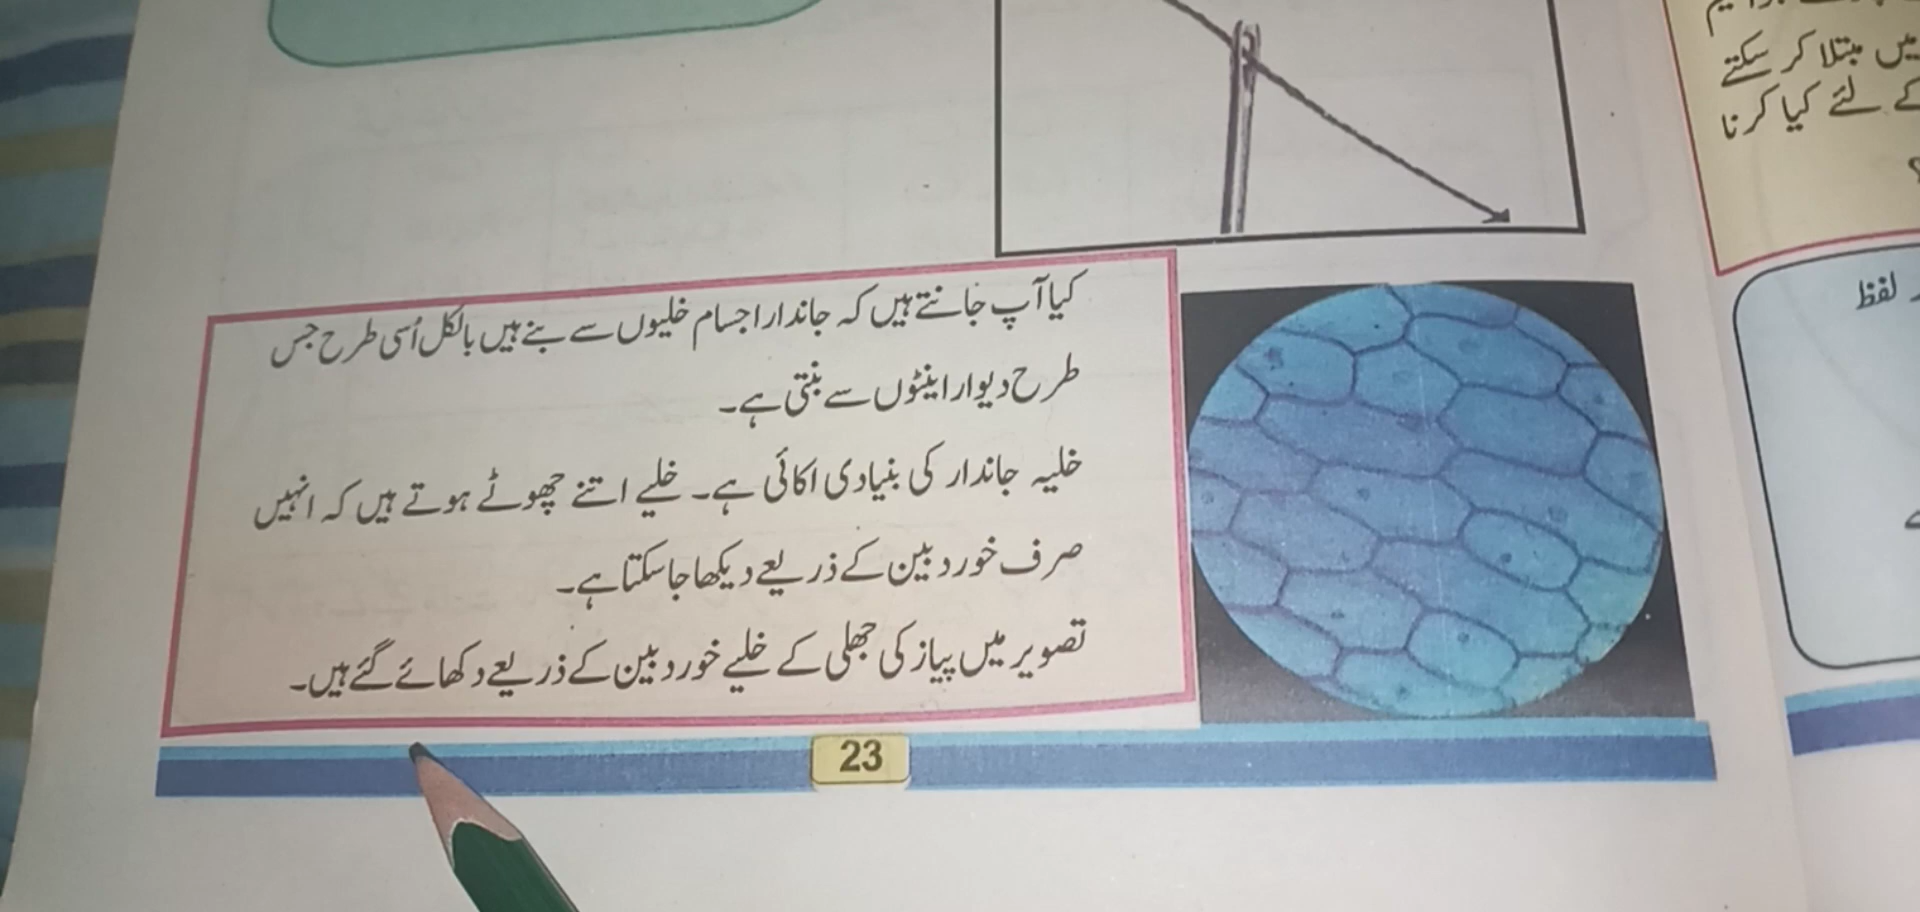 میں مبتلا کر سکتے
کے لئے کیا کرنا
؟
لفظ
کیا آپ جانتے ہیں کہ جاندار اجسام خلیوں سے بنے ہیں بالکل اُسی طرح جس
طرح دیوار اینٹوں سے بنتی ہے۔
خلیہ جاندار کی بنیادی اکائی ہے۔ خلیے اتنے چھوٹے ہوتے ہیں کہ انہیں
صرف خوردبین کے ذریعے دیکھا جا سکتا ہے۔
تصویر میں پیاز کی جھلی کے خلیے خوردبین کے ذریعے دکھائے گئے ہیں۔
23